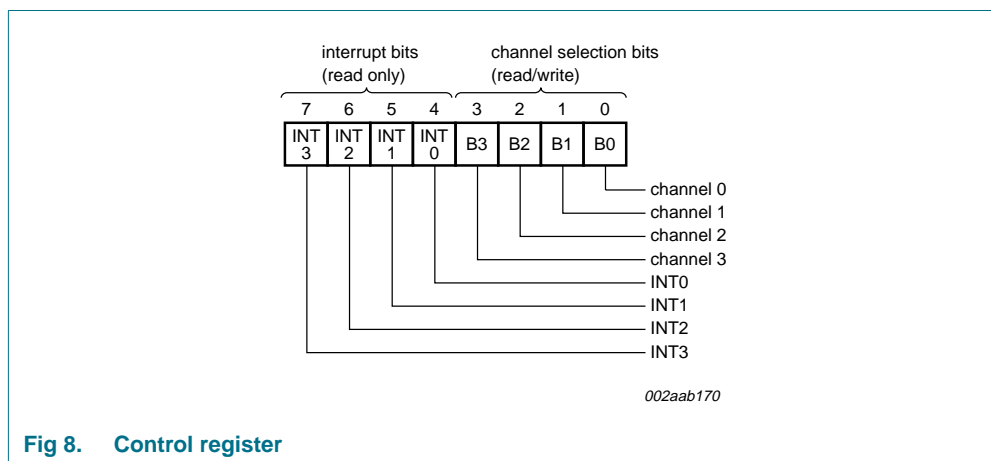 interrupt bits channel selection bits
(read only) (read/write)
7 6 5 4 3 2 1 0
INT INT INT INT B3 B2 B1 B0
3 2 1 0
channel 0
channel 1
channel 2
channel 3
INT0
INT1
INT2
INT3
002aab170
Fig 8. Control register